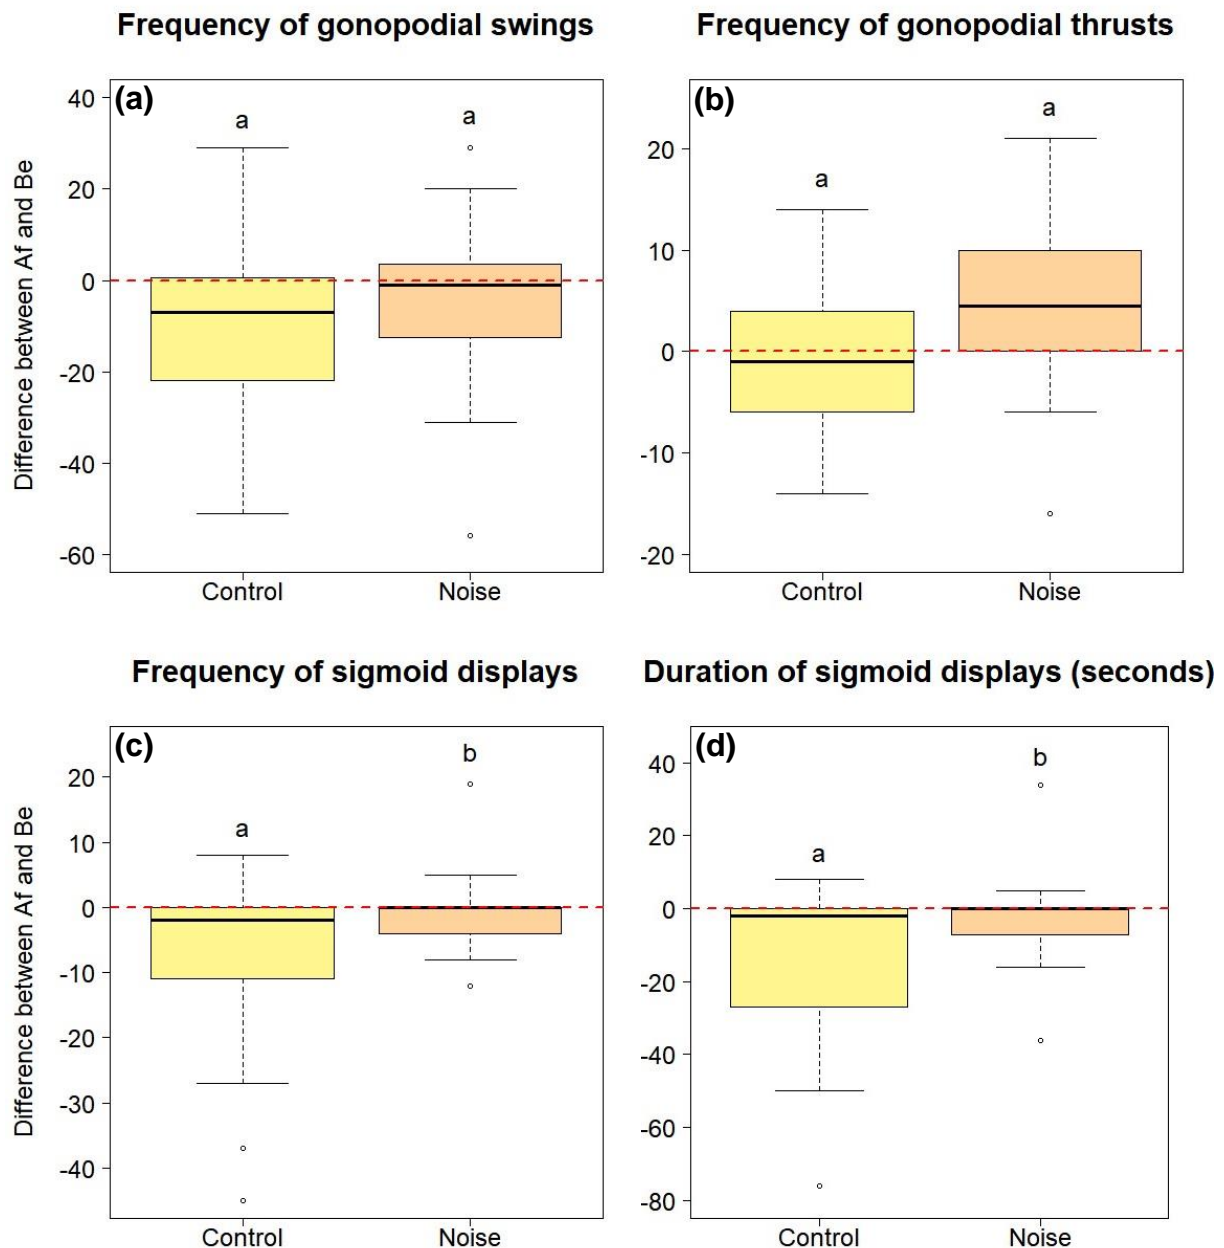 Frequency of gonopodial swings
(a)
Difference between Af and Be
40
20
0
-20
-40
-60
a
a
Control
Noise
Frequency of gonopodial thrusts
(b)
20
10
0
-10
-20
a
a
Control
Noise
Frequency of sigmoid displays
(c)
Difference between Af and Be
20
10
0
-10
-20
-30
-40
a
b
Control
Noise
Duration of sigmoid displays (seconds)
(d)
40
20
0
-20
-40
-60
-80
a
b
Control
Noise